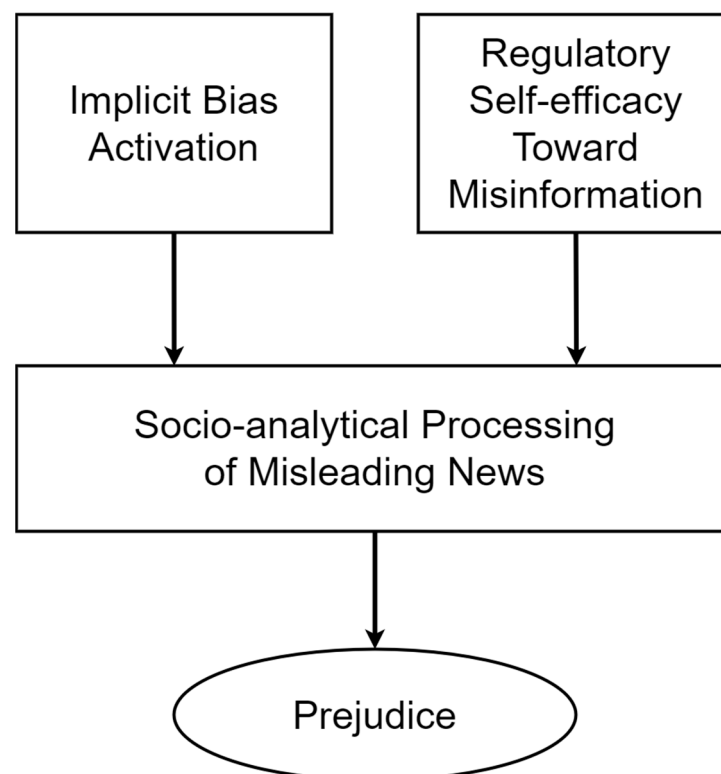 Implicit Bias
Activation
Regulatory
Self-efficacy
Toward
Misinformation
Socio-analytical Processing
of Misleading News
Prejudice